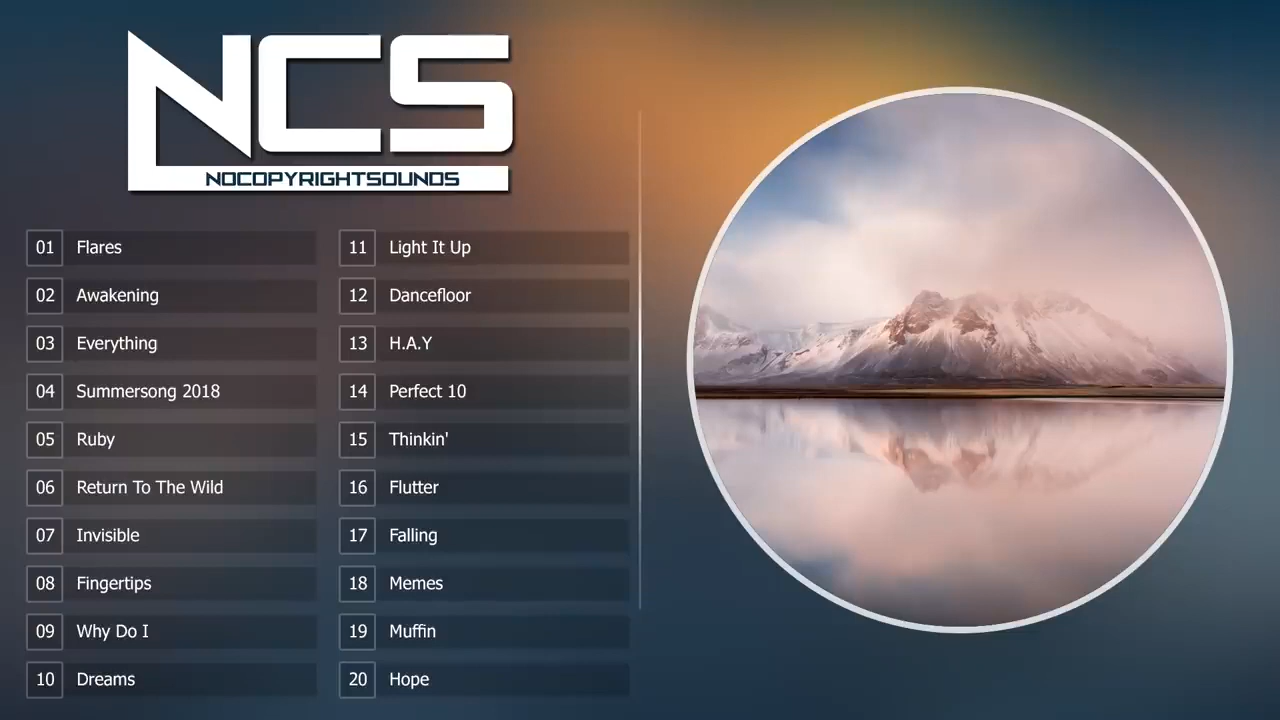 NCS
NOCOPYRIGHTSOUNDS
01 Flares
02 Awakening
03 Everything
04 Summersong 2018
05 Ruby
06 Return To The Wild
07 Invisible
08 Fingertips
09 Why Do I
10 Dreams
11 Light It Up
12 Dancefloor
13 H.A.Y
14 Perfect 10
15 Thinkin'
16 Flutter
17 Falling
18 Memes
19 Muffin
20 Hope